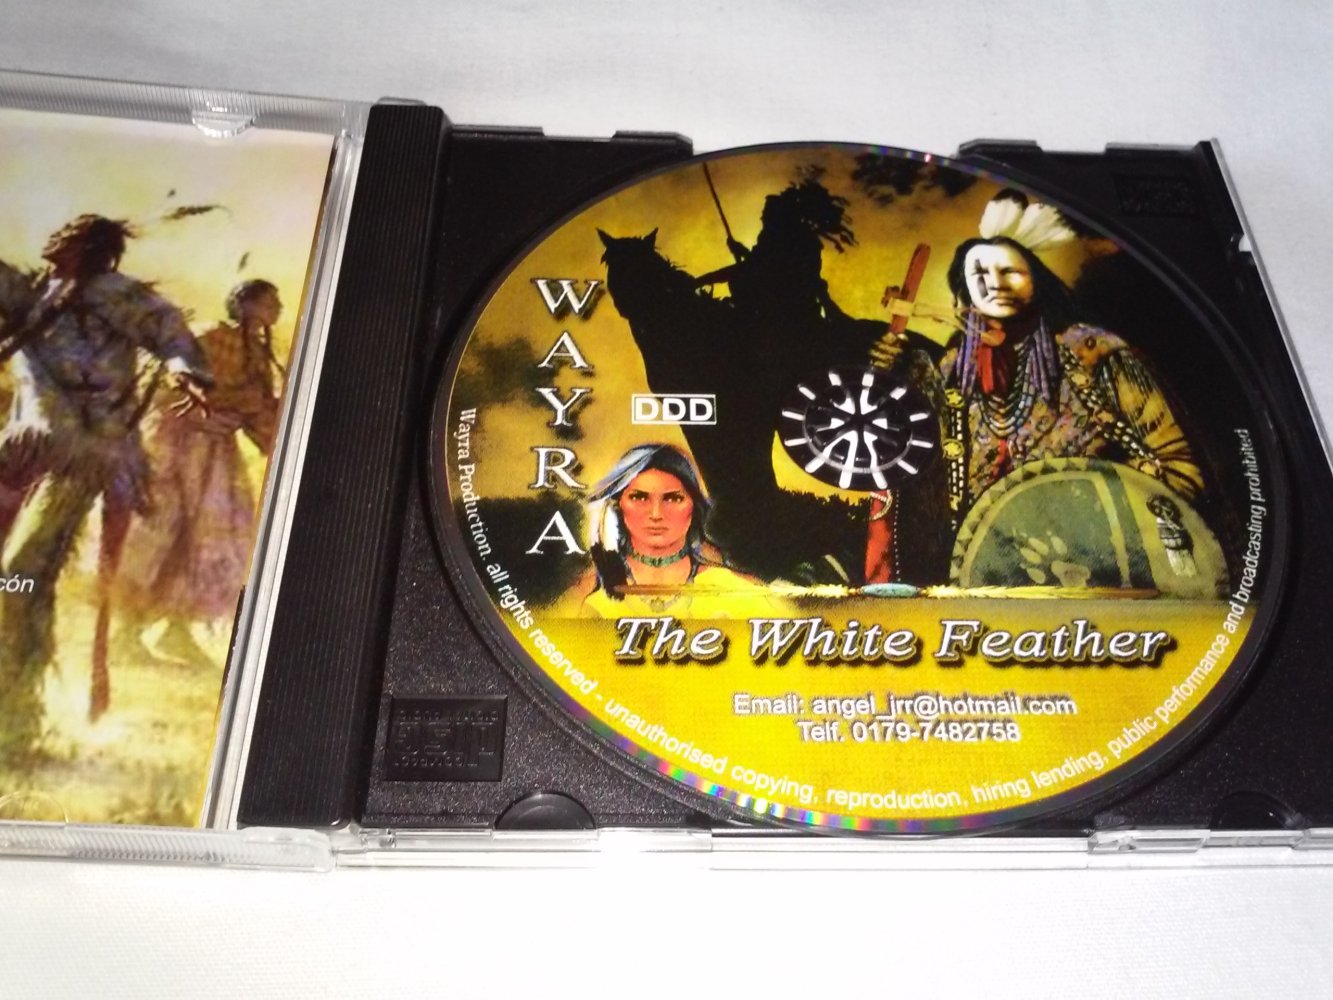 WAYRA
DDD
The White Feather
Email: angel_jrr@hotmail.com
Telf. 0179-7482758
Wayra Production. all rights reserved - unauthorised copying, reproduction, hiring lending, public performance and broadcasting prohibited
cón